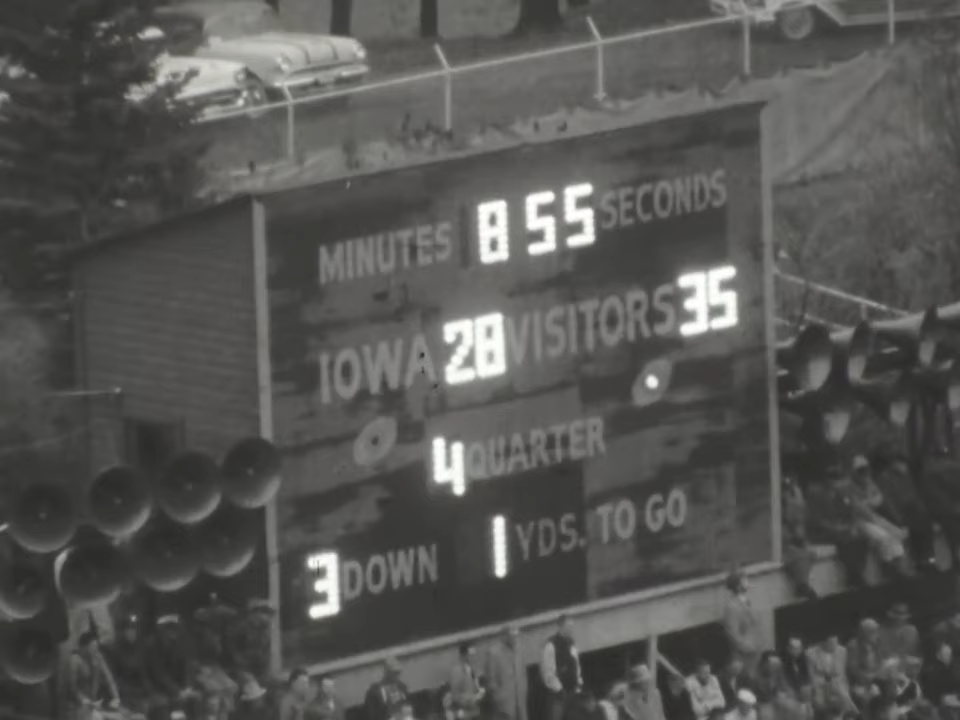 MINUTES 8 55 SECONDS
IOWA 28 VISITORS 35
4 QUARTER
3 DOWN 1 YDS. TO GO